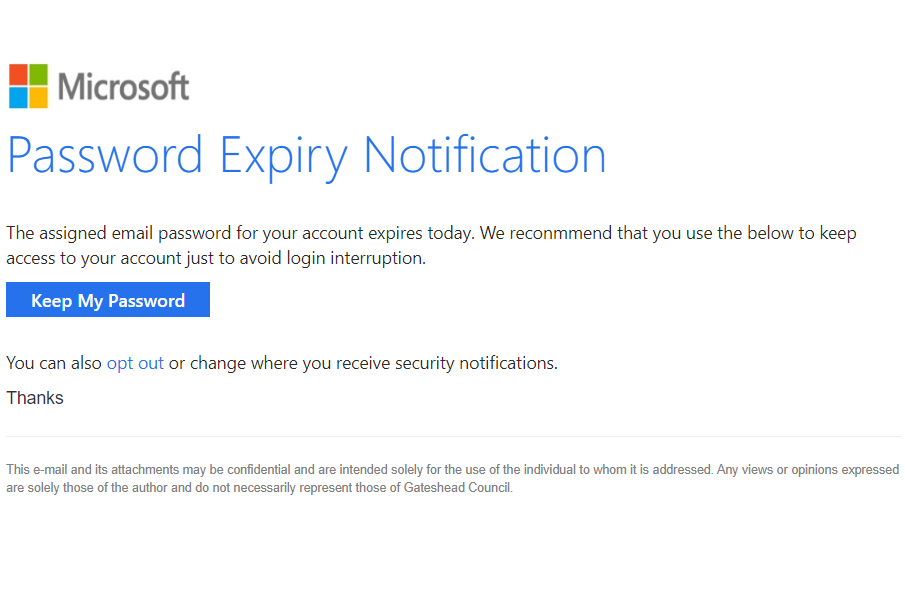 Microsoft
Password Expiry Notification
The assigned email password for your account expires today. We reconmmend that you use the below to keep
access to your account just to avoid login interruption.
Keep My Password
You can also opt out or change where you receive security notifications.
Thanks
This e-mail and its attachments may be confidential and are intended solely for the use of the individual to whom it is addressed. Any views or opinions expressed
are solely those of the author and do not necessarily represent those of Gateshead Council.